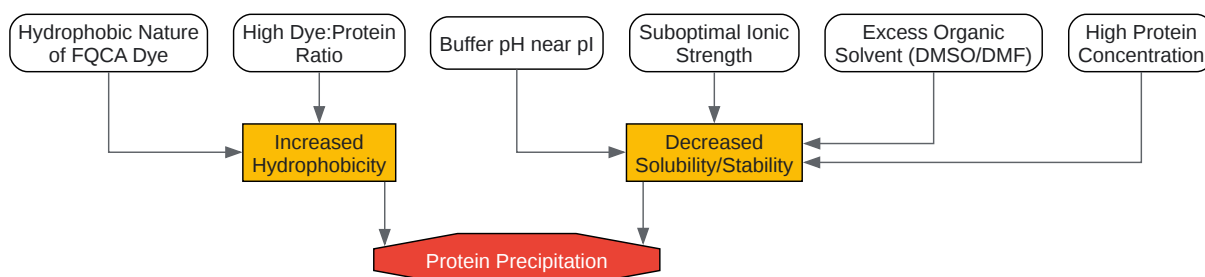 Hydrophobic Nature
of FQCA Dye
High Dye:Protein
Ratio
Buffer pH near pI
Suboptimal Ionic
Strength
Excess Organic
Solvent (DMSO/DMF)
High Protein
Concentration
Increased
Hydrophobicity
Decreased
Solubility/Stability
Protein Precipitation